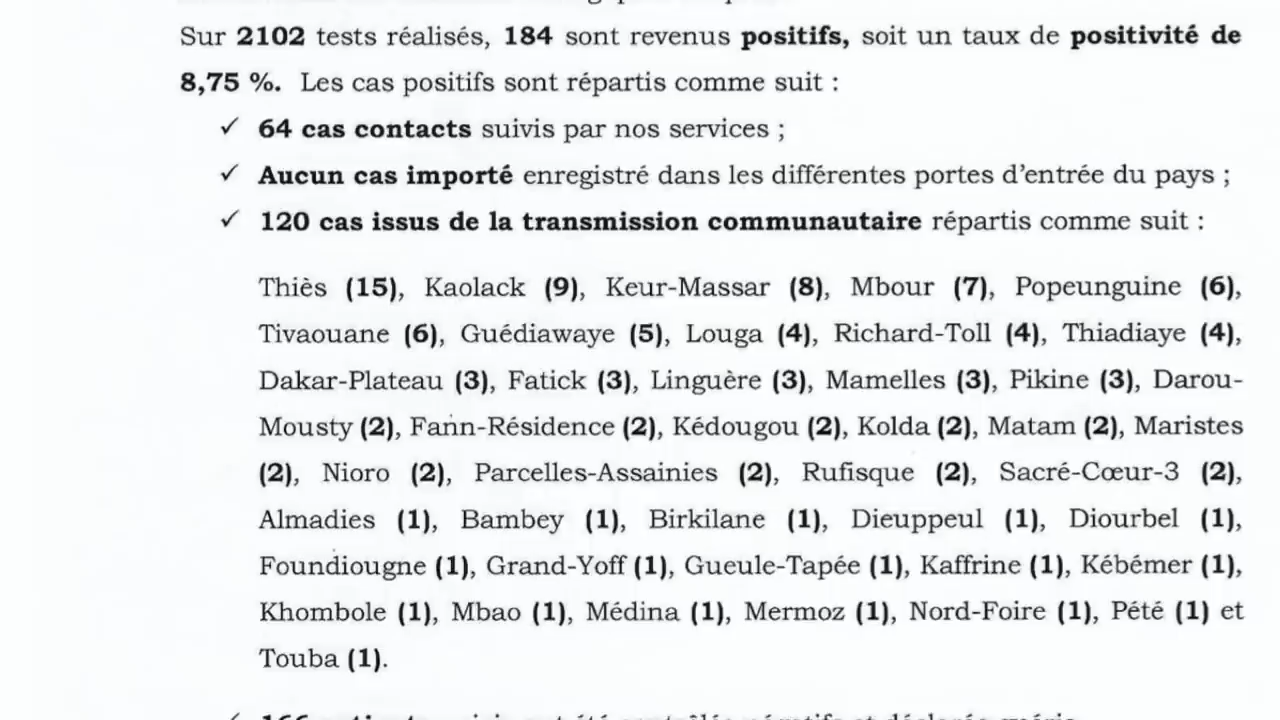 Sur 2102 tests réalisés, 184 sont revenus positifs, soit un taux de positivité de
8,75 %. Les cas positifs sont répartis comme suit :
✓ 64 cas contacts suivis par nos services ;
✓ Aucun cas importé enregistré dans les différentes portes d'entrée du pays ;
✓ 120 cas issus de la transmission communautaire répartis comme suit :
Thiès (15), Kaolack (9), Keur-Massar (8), Mbour (7), Popeunguine (6),
Tivaouane (6), Guédiawaye (5), Louga (4), Richard-Toll (4), Thiadiaye (4),
Dakar-Plateau (3), Fatick (3), Linguère (3), Mamelles (3), Pikine (3), Darou-
Mousty (2), Fann-Résidence (2), Kédougou (2), Kolda (2), Matam (2), Maristes
(2), Nioro (2), Parcelles-Assainies (2), Rufisque (2), Sacré-Cœur-3 (2),
Almadies (1), Bambey (1), Birkilane (1), Dieuppeul (1), Diourbel (1),
Foundiougne (1), Grand-Yoff (1), Gueule-Tapée (1), Kaffrine (1), Kébémer (1),
Khombole (1), Mbao (1), Médina (1), Mermoz (1), Nord-Foire (1), Pété (1) et
Touba (1).